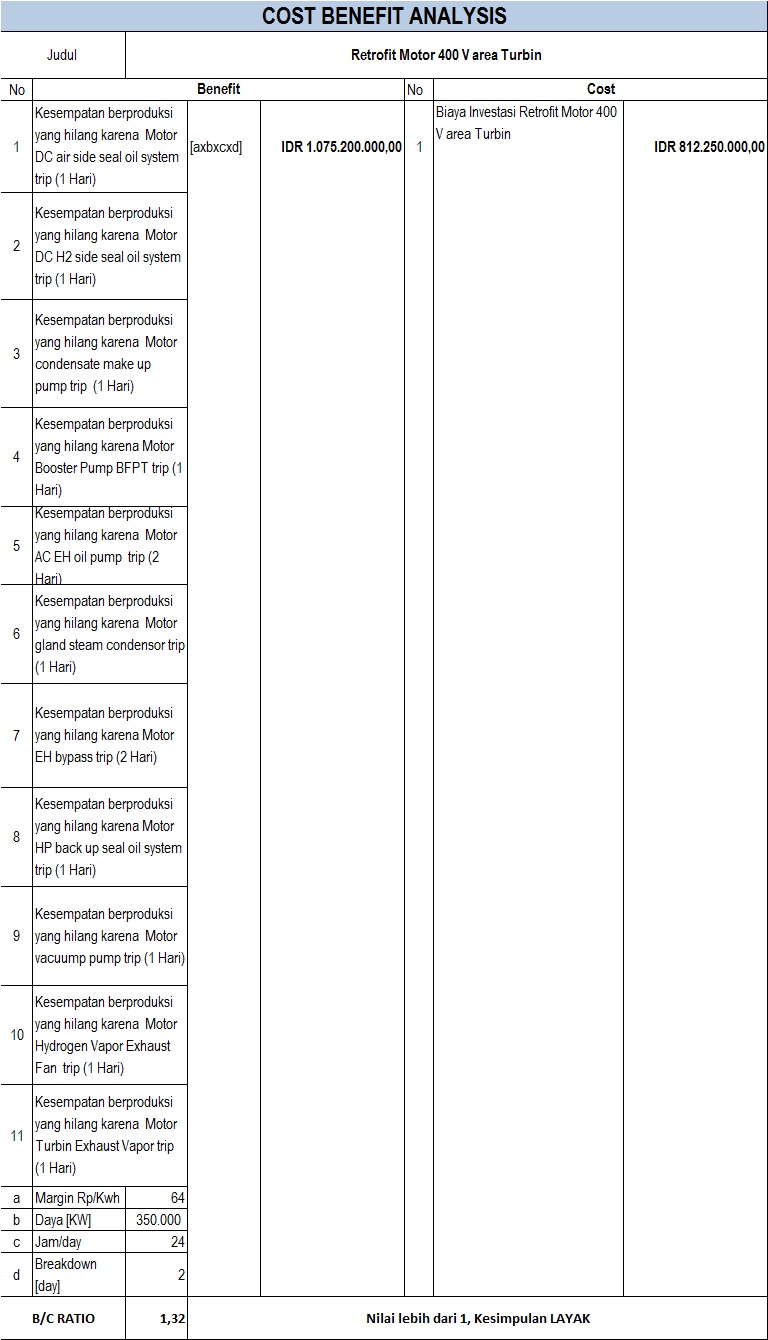 COST BENEFIT ANALYSIS
Judul
Retrofit Motor 400 V area Turbin
No
Benefit
No
Cost
1
Kesempatan berproduksi
yang hilang karena  Motor
DC air side seal oil system
trip (1 Hari)
[axbxcxd]
IDR 1.075.200.000,00
1
Biaya Investasi Retrofit Motor 400
V area Turbin
IDR 812.250.000,00
2
Kesempatan berproduksi
yang hilang karena  Motor
DC H2 side seal oil system
trip (1 Hari)
3
Kesempatan berproduksi
yang hilang karena  Motor
condensate make up
pump trip  (1 Hari)
4
Kesempatan berproduksi
yang hilang karena Motor
Booster Pump BFPT trip (1
Hari)
5
Kesempatan berproduksi
yang hilang karena  Motor
AC EH oil pump  trip (2
Hari)
6
Kesempatan berproduksi
yang hilang karena  Motor
gland steam condensor trip
(1 Hari)
7
Kesempatan berproduksi
yang hilang karena Motor
EH bypass trip (2 Hari)
8
Kesempatan berproduksi
yang hilang karena Motor
HP back up seal oil system
trip (1 Hari)
9
Kesempatan berproduksi
yang hilang karena  Motor
vacuump pump trip (1 Hari)
10
Kesempatan berproduksi
yang hilang karena  Motor
Hydrogen Vapor Exhaust
Fan  trip (1 Hari)
11
Kesempatan berproduksi
yang hilang karena  Motor
Turbin Exhaust Vapor trip
(1 Hari)
a
Margin Rp/Kwh
64
b
Daya [KW]
350.000
c
Jam/day
24
d
Breakdown
[day]
2
B/C RATIO
1,32
Nilai lebih dari 1, Kesimpulan LAYAK